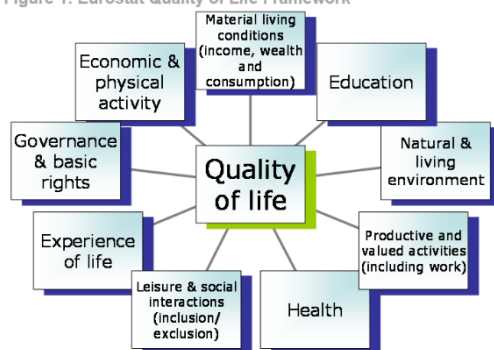 Figure 1: Eurostat Quality of Life Framework
Material living
conditions
(income, wealth
and
consumption)
Economic &
physical
activity
Education
Governance
& basic
rights
Quality
of life
Natural &
living
environment
Experience
of life
Productive and
valued activities
(including work)
Leisure & social
interactions
(inclusion/
exclusion)
Health